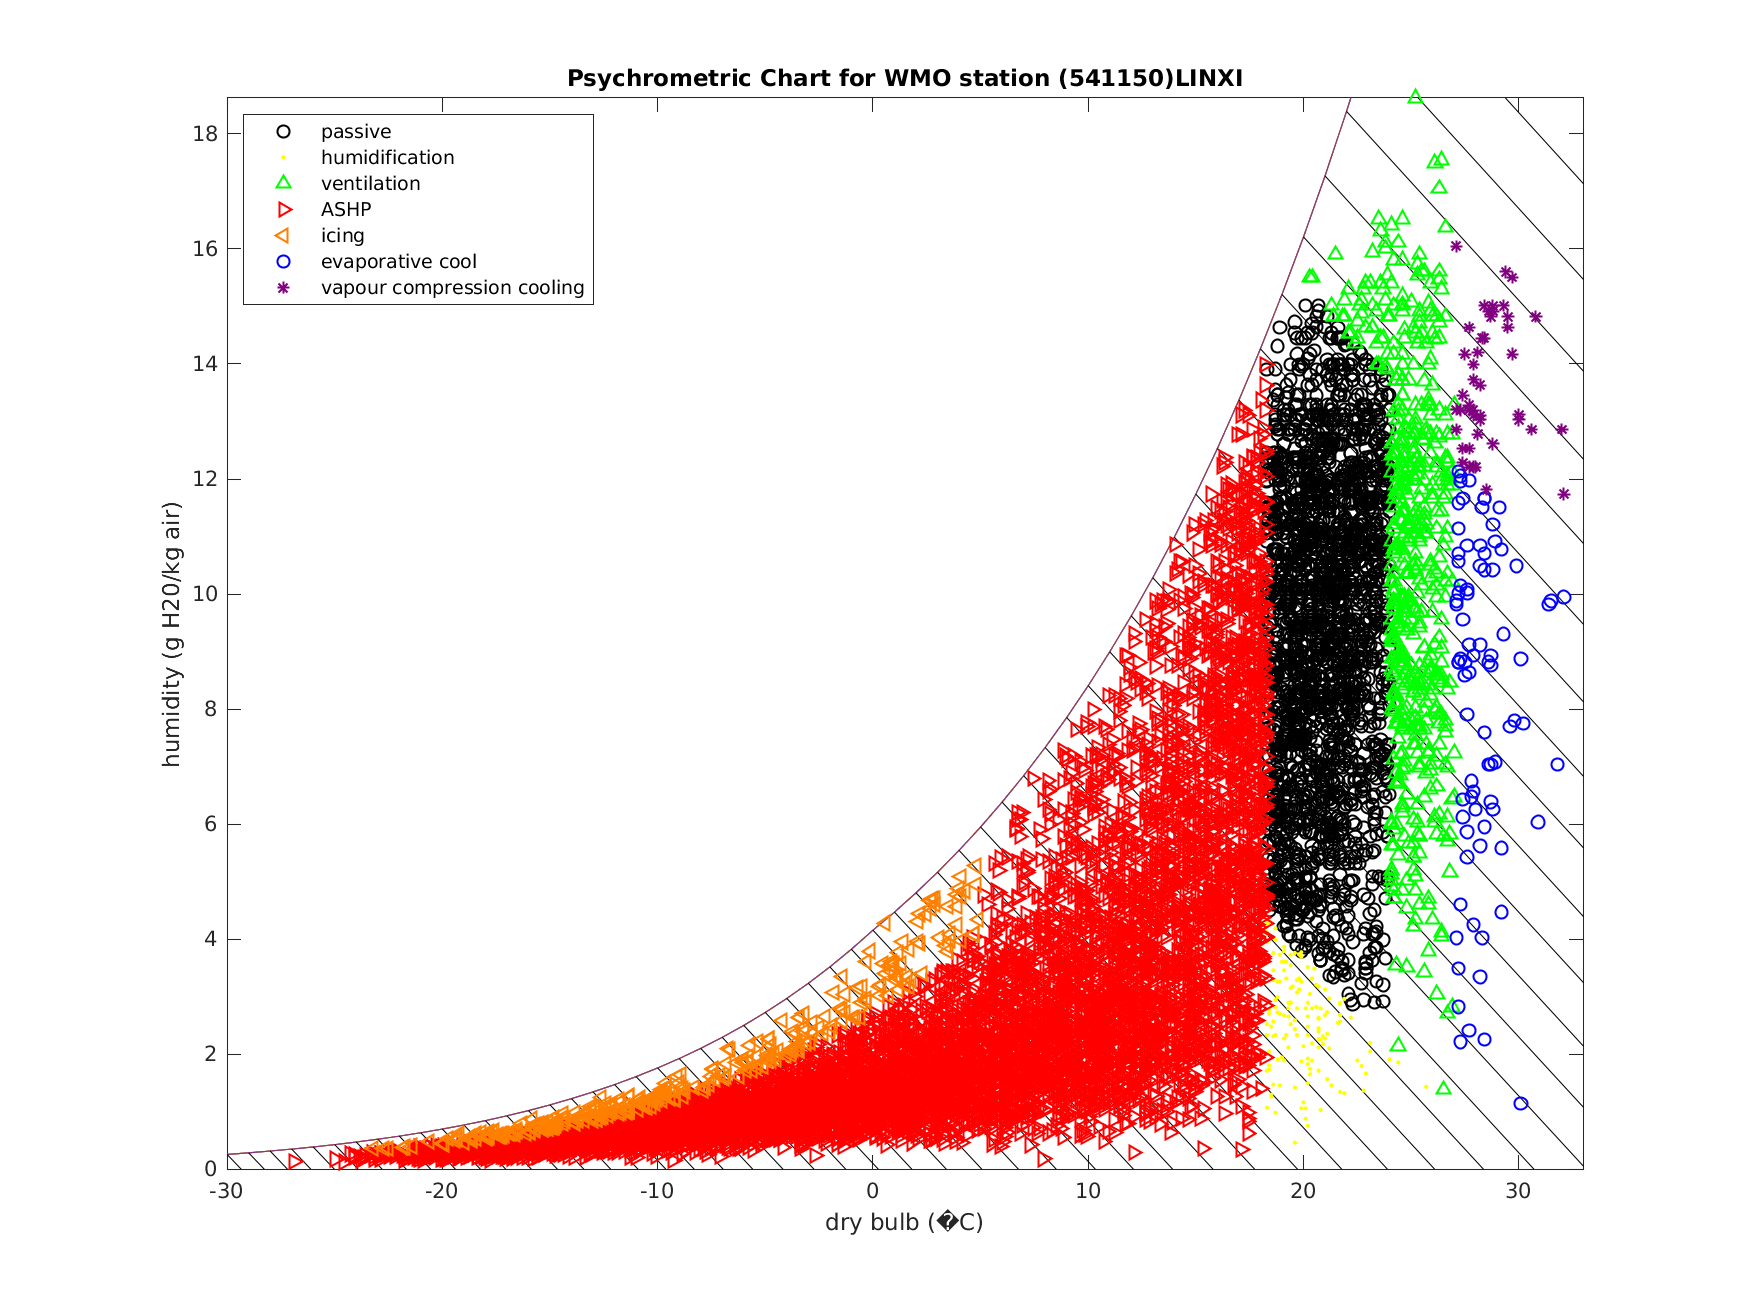 Psychrometric Chart for WMO station (541150)LINXI
passive
humidification
ventilation
ASHP
icing
evaporative cool
vapour compression cooling
humidity (g H20/kg air)
18
16
14
12
10
8
6
4
2
0
-30 -20 -10 0 10 20 30
dry bulb (�C)